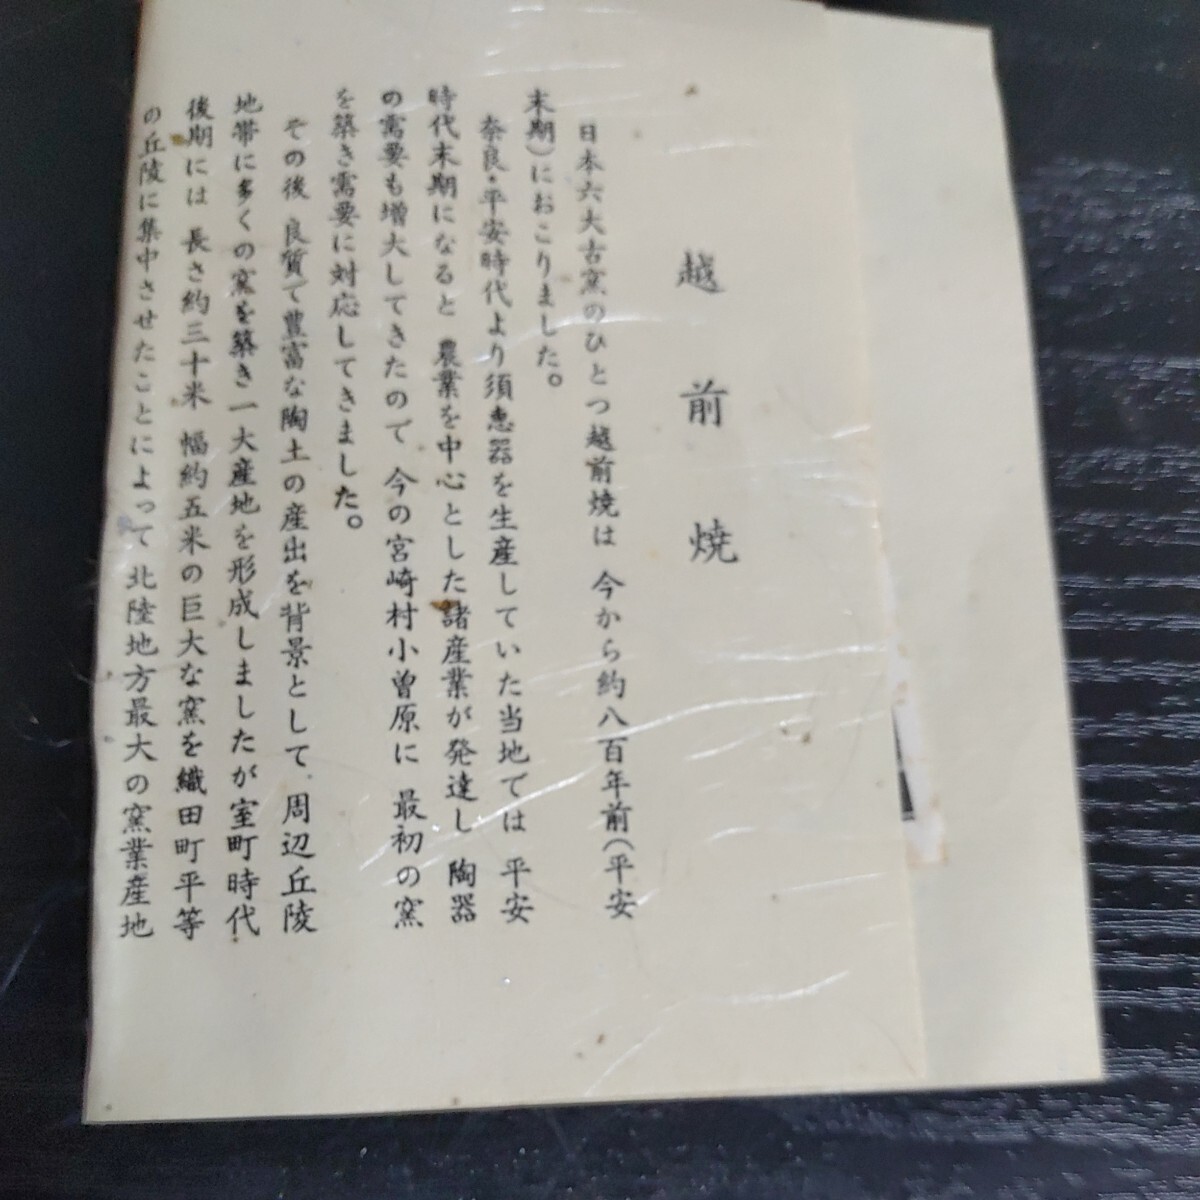 越前焼
日本六大古窯のひとつ越前焼は 今から約八百年前(平安
末期)におこりました。
奈良・平安時代より須恵器を生産していた当地では 平安
時代末期になると 農業を中心とした諸産業が発達し 陶器
の需要も増大してきたので 今の宮崎村小曽原に 最初の窯
を築き需要に対応してきました。
その後 良質で豊富な陶土の産出を背景として、周辺丘陵
地帯に多くの窯を築き一大産地を形成しましたが室町時代
後期には 長さ約三十米 幅約五米の巨大な窯を織田町平等
の丘陵に集中させたことによって 北陸地方最大の窯業産地